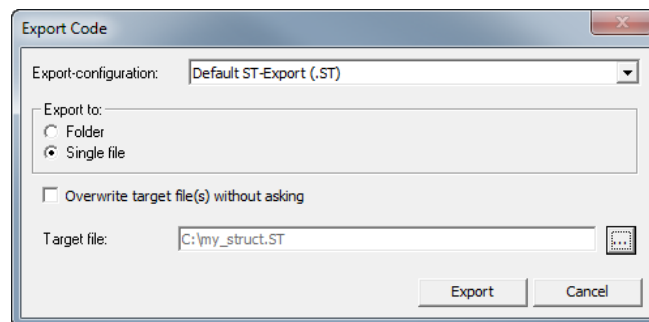 Export Code
Export-configuration: Default ST-Export (.ST)
Export to:
Folder
Single file
Overwrite target file(s) without asking
Target file: C:\my_struct.ST ...
Export Cancel